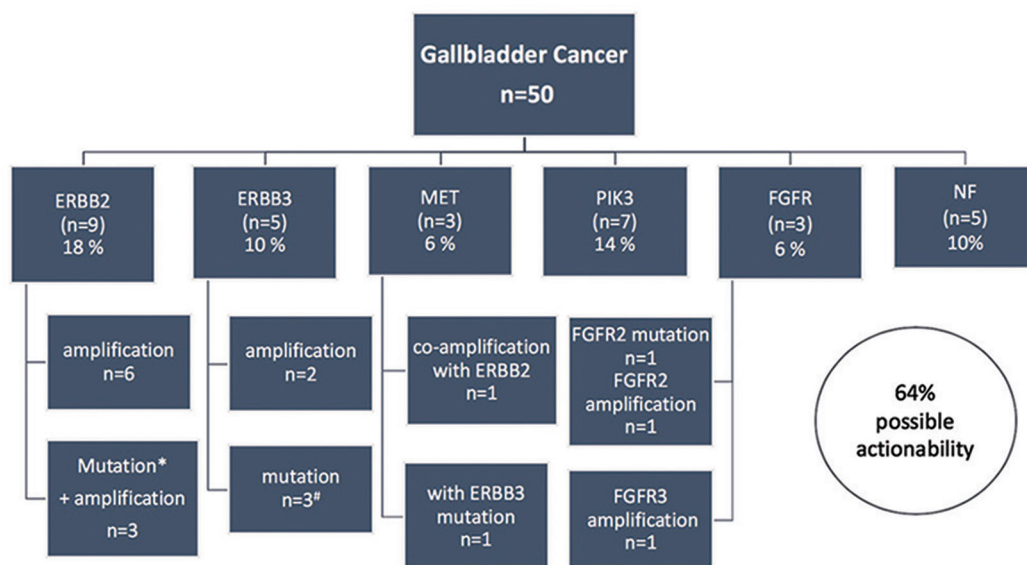 Gallbladder Cancer
n=50
ERBB2
(n=9)
18 %
ERBB3
(n=5)
10 %
MET
(n=3)
6 %
PIK3
(n=7)
14 %
FGFR
(n=3)
6 %
NF
(n=5)
10%
amplification
n=6
Mutation*
+ amplification
n=3
amplification
n=2
mutation
n=3#
co-amplification
with ERBB2
n=1
with ERBB3
mutation
n=1
FGFR2 mutation
n=1
FGFR2
amplification
n=1
FGFR3
amplification
n=1
64%
possible
actionability